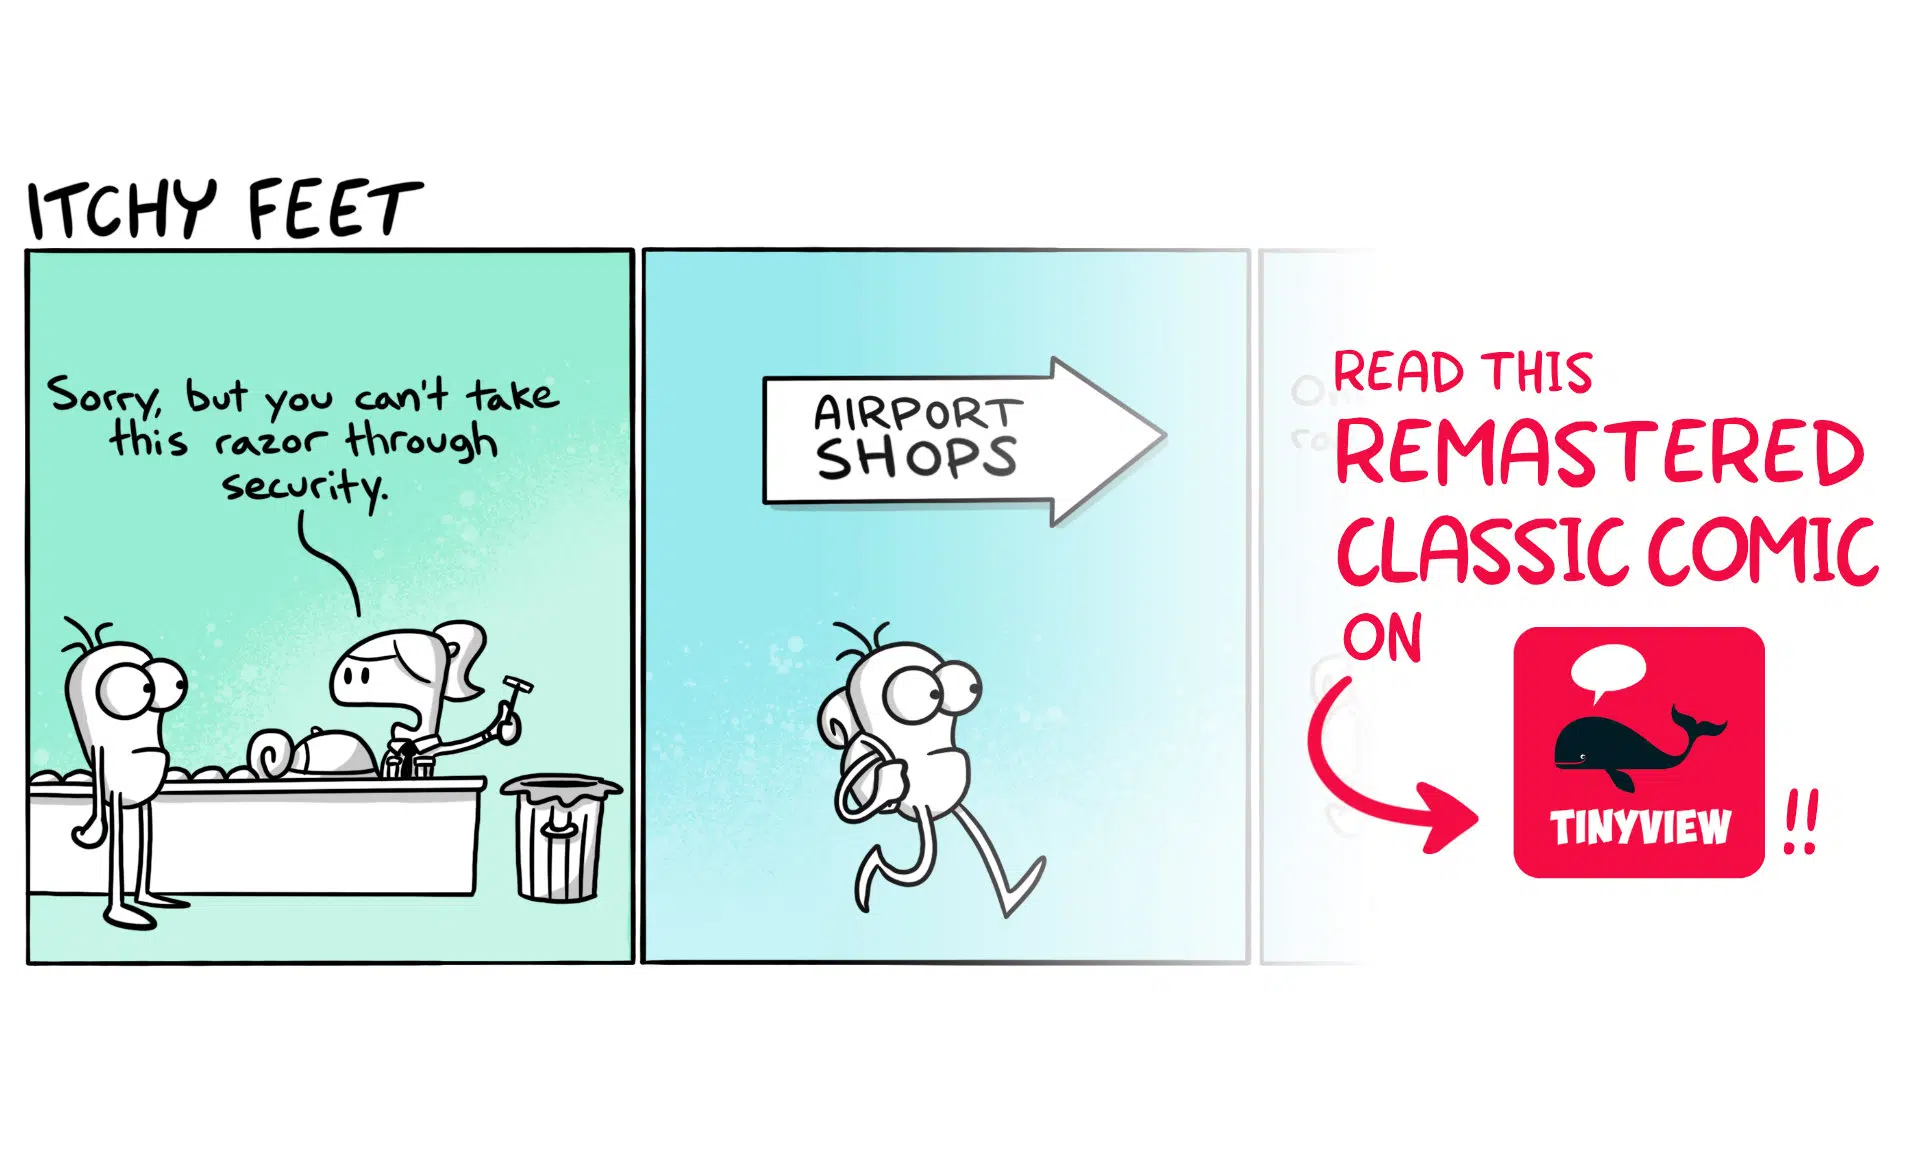 ITCHY FEET
Sorry, but you can't take
this razor through
security.
AIRPORT
SHOPS
READ THIS
REMASTERED
CLASSIC COMIC
ON
TINYVIEW
!!